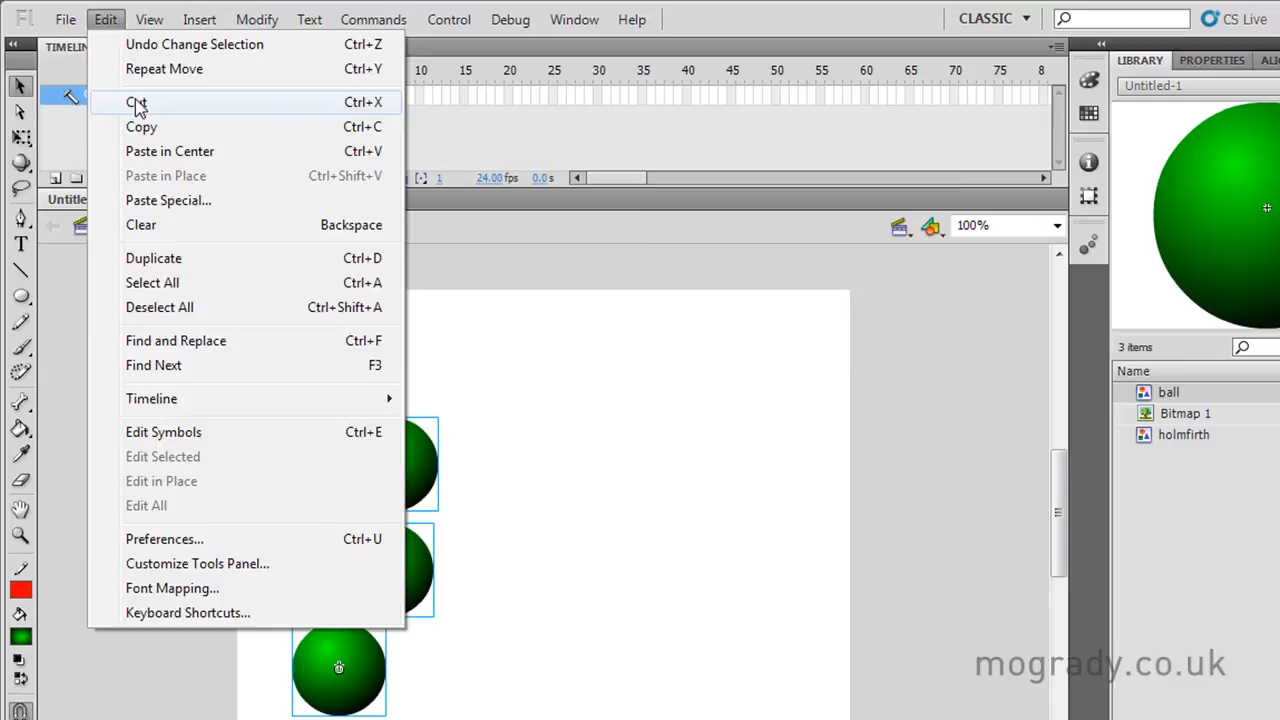 Fl File Edit View Insert Modify Text Commands Control Debug Window Help CLASSIC CS Live
TIMELINE
Undo Change Selection Ctrl+Z
Repeat Move Ctrl+Y
Cut Ctrl+X
Copy Ctrl+C
Paste in Center Ctrl+V
Paste in Place Ctrl+Shift+V
Paste Special...
Clear Backspace
Duplicate Ctrl+D
Select All Ctrl+A
Deselect All Ctrl+Shift+A
Find and Replace Ctrl+F
Find Next F3
Timeline
Edit Symbols Ctrl+E
Edit Selected
Edit in Place
Edit All
Preferences... Ctrl+U
Customize Tools Panel...
Font Mapping...
Keyboard Shortcuts...
10 15 20 25 30 35 40 45 50 55 60 65 70 75 8
1 24.00 fps 0.0 s
Untitle
100%
LIBRARY PROPERTIES ALI
Untitled-1
3 items
Name
ball
Bitmap 1
holmfirth
mogrady.co.uk